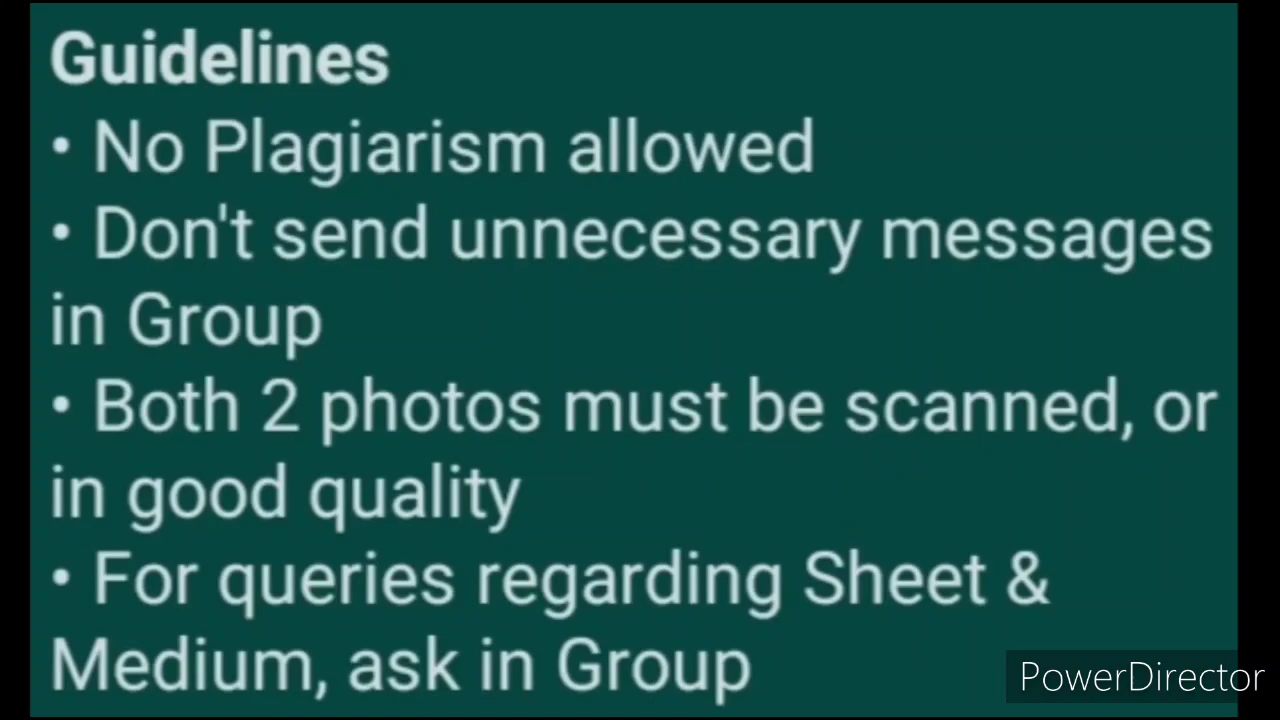 Guidelines
• No Plagiarism allowed
• Don't send unnecessary messages
in Group
• Both 2 photos must be scanned, or
in good quality
• For queries regarding Sheet &
Medium, ask in Group
PowerDirector